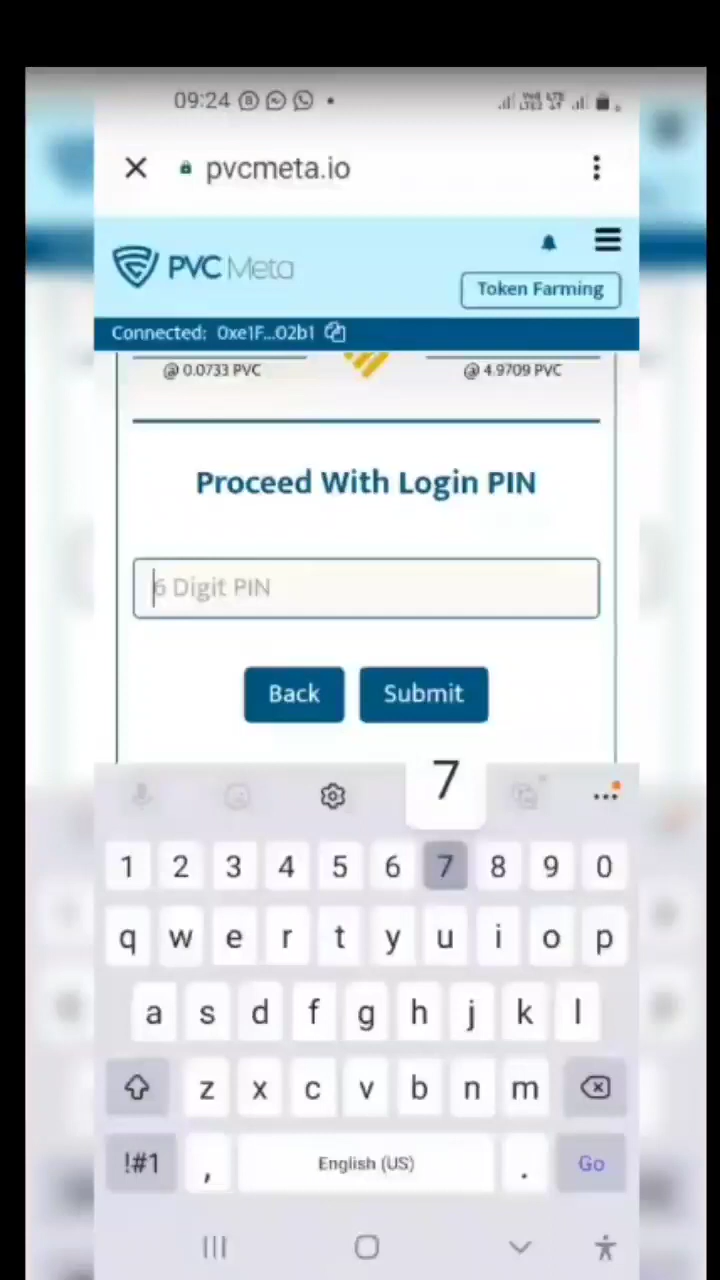 09:24
pvcmeta.io
PVC Meta
Token Farming
Connected: 0xe1F...02b1
@ 0.0733 PVC
@ 4.9709 PVC
Proceed With Login PIN
6 Digit PIN
Back Submit
7
1 2 3 4 5 6 7 8 9 0
q w e r t y u i o p
a s d f g h j k l
z x c v b n m
!#1 , English (US) . Go